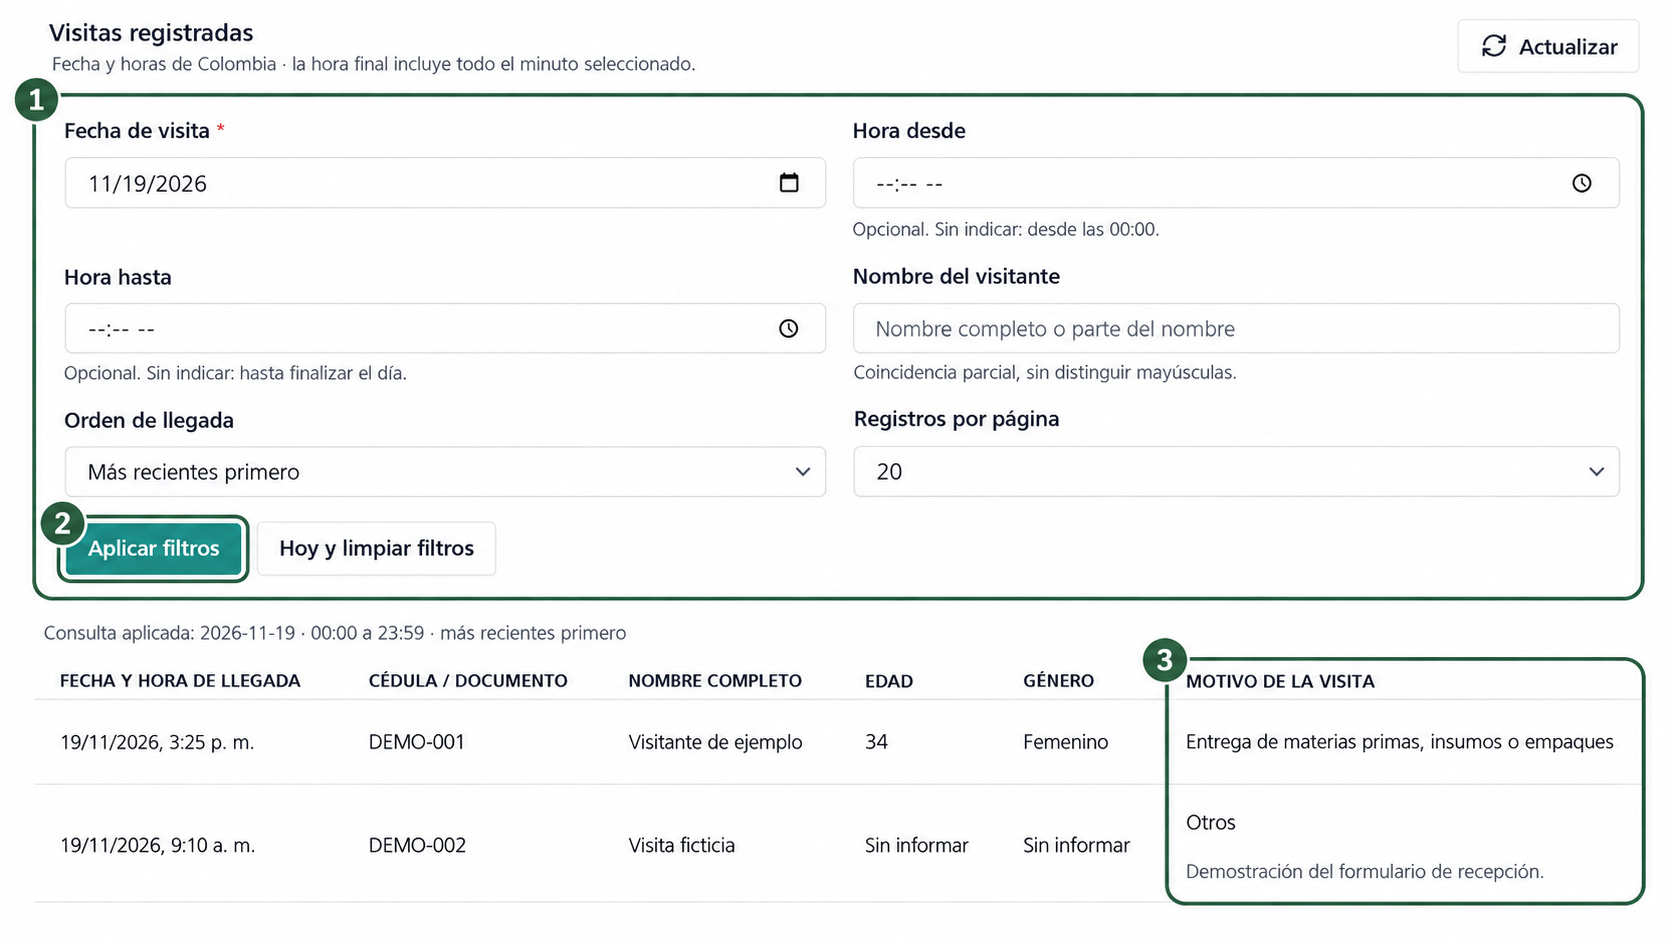 Visitas registradas
Fecha y horas de Colombia · la hora final incluye todo el minuto seleccionado.
Actualizar
1
Fecha de visita *
11/19/2026
Hora desde
--:-- --
Opcional. Sin indicar: desde las 00:00.
Hora hasta
--:-- --
Opcional. Sin indicar: hasta finalizar el día.
Nombre del visitante
Nombre completo o parte del nombre
Coincidencia parcial, sin distinguir mayúsculas.
Orden de llegada
Más recientes primero
Registros por página
20
2
Aplicar filtros
Hoy y limpiar filtros
Consulta aplicada: 2026-11-19 · 00:00 a 23:59 · más recientes primero
3
FECHA Y HORA DE LLEGADA CÉDULA / DOCUMENTO NOMBRE COMPLETO EDAD GÉNERO MOTIVO DE LA VISITA
19/11/2026, 3:25 p. m. DEMO-001 Visitante de ejemplo 34 Femenino Entrega de materias primas, insumos o empaques
19/11/2026, 9:10 a. m. DEMO-002 Visita ficticia Sin informar Sin informar Otros
Demostración del formulario de recepción.